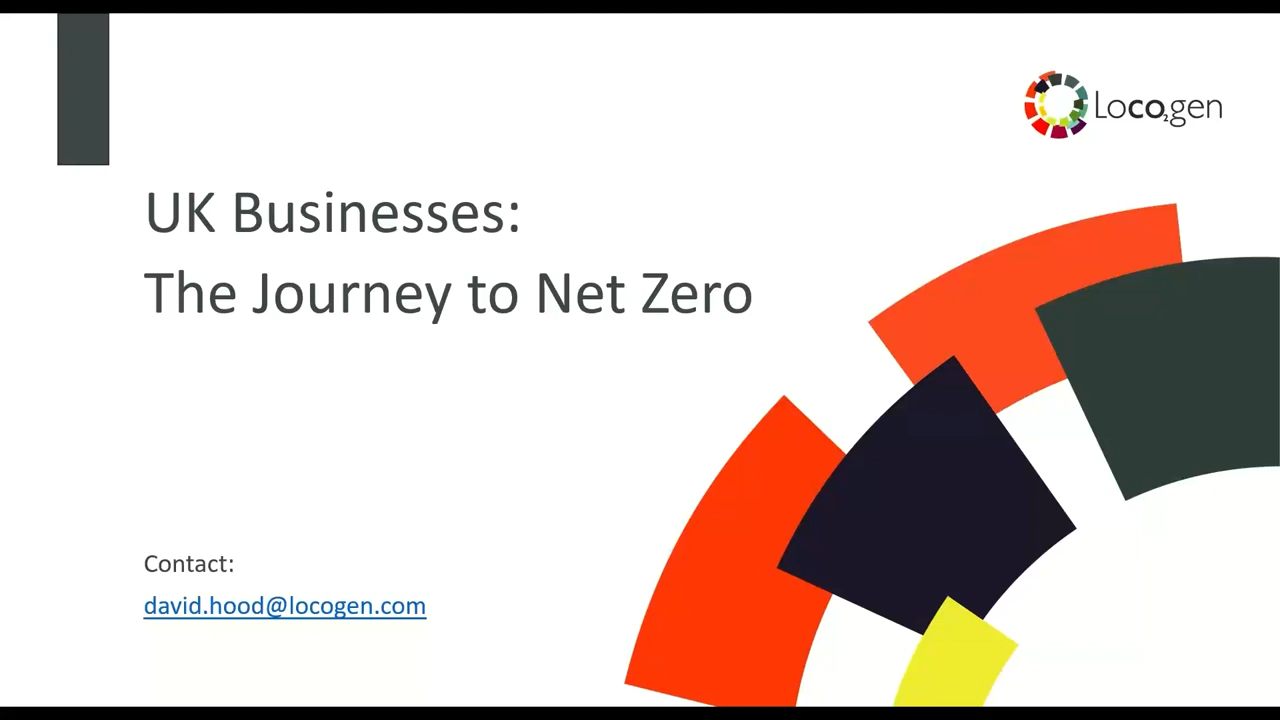 Loco₂gen
UK Businesses:
The Journey to Net Zero
Contact:
david.hood@locogen.com